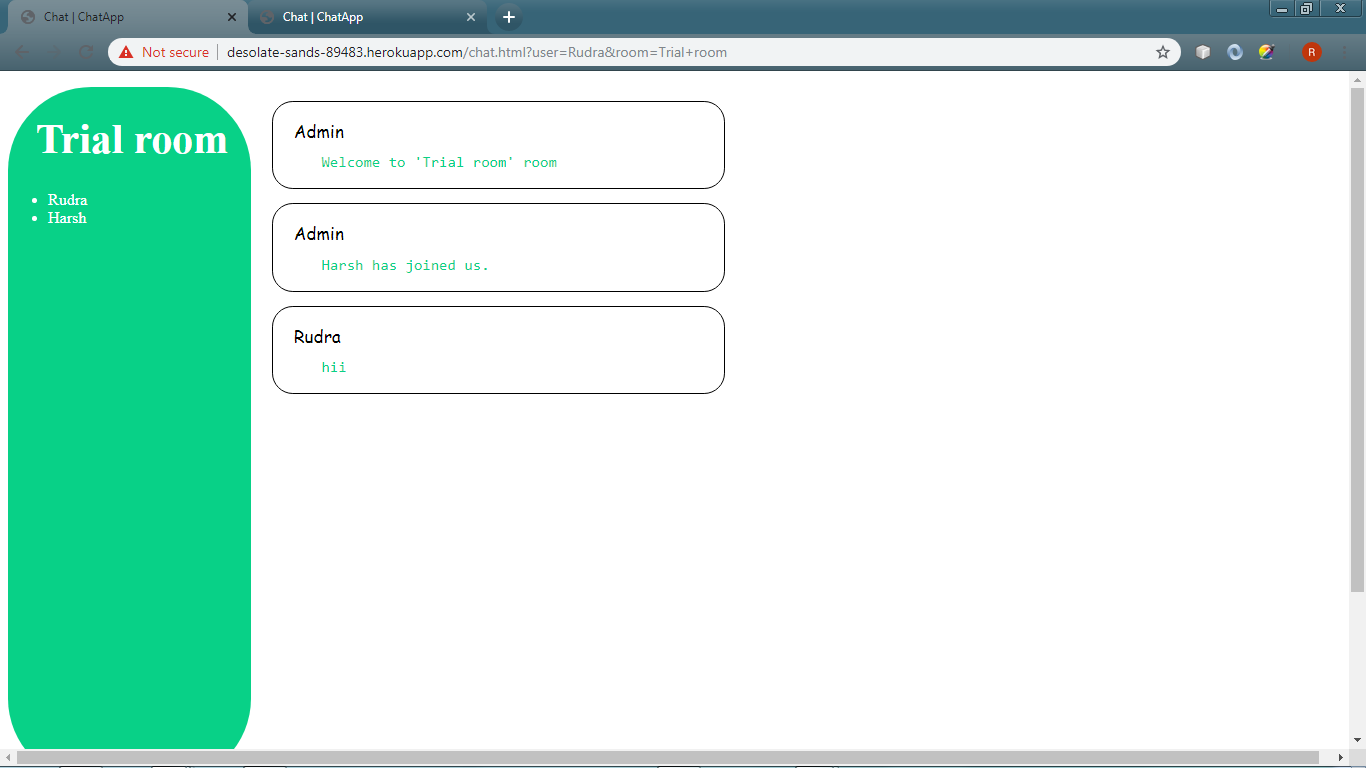 Chat | ChatApp
Chat | ChatApp
Not secure | desolate-sands-89483.herokuapp.com/chat.html?user=Rudra&room=Trial+room
R
Trial room
Rudra
Harsh
Admin
Welcome to 'Trial room' room
Admin
Harsh has joined us.
Rudra
hii